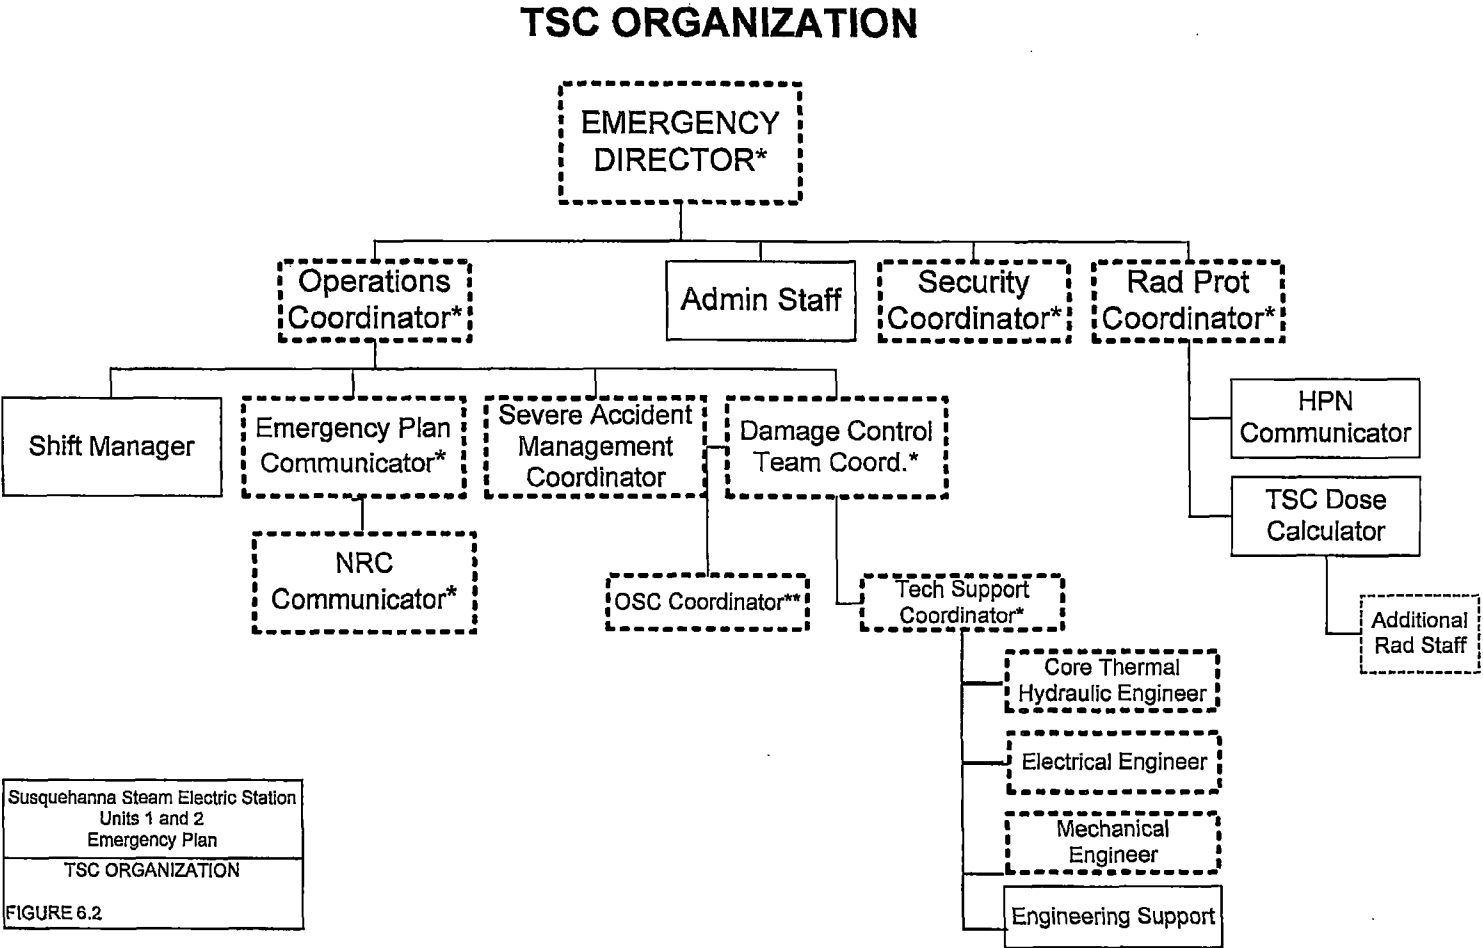 TSC ORGANIZATION
EMERGENCY
DIRECTOR*
Operations
Coordinator*
Admin Staff
Security
Coordinator*
Rad Prot
Coordinator*
Shift Manager
Emergency Plan
Communicator*
Severe Accident
Management
Coordinator
Damage Control
Team Coord.*
HPN
Communicator
TSC Dose
Calculator
NRC
Communicator*
OSC Coordinator**
Tech Support
Coordinator*
Additional
Rad Staff
Core Thermal
Hydraulic Engineer
Electrical Engineer
Mechanical
Engineer
Engineering Support
Susquehanna Steam Electric Station
Units 1 and 2
Emergency Plan
TSC ORGANIZATION
FIGURE 6.2